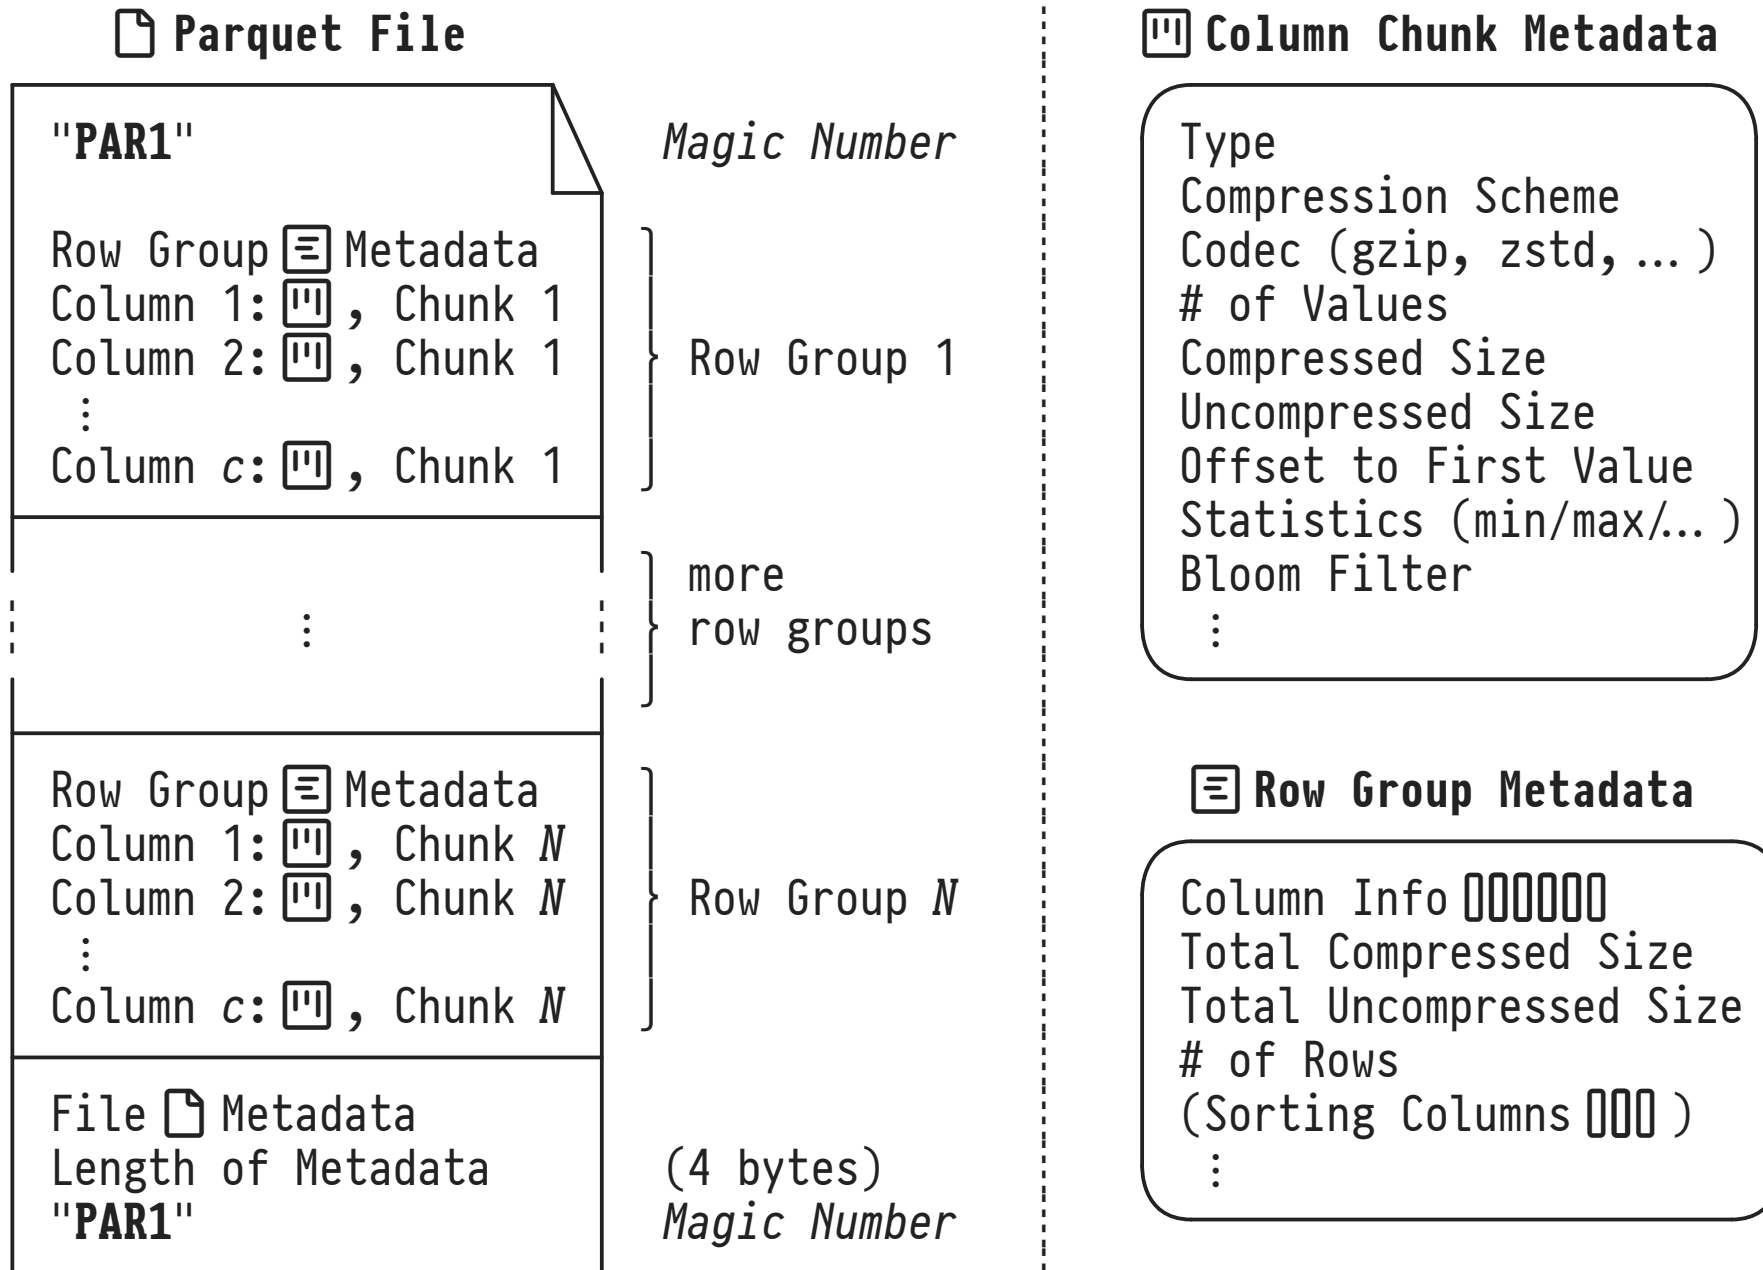 Parquet File
"PAR1"
Magic Number
Row Group Metadata
Column 1: , Chunk 1
Column 2: , Chunk 1
⋮
Column c: , Chunk 1
Row Group 1
⋮
more
row groups
Row Group Metadata
Column 1: , Chunk N
Column 2: , Chunk N
⋮
Column c: , Chunk N
Row Group N
File Metadata
Length of Metadata
(4 bytes)
"PAR1"
Magic Number
Column Chunk Metadata
Type
Compression Scheme
Codec (gzip, zstd, … )
# of Values
Compressed Size
Uncompressed Size
Offset to First Value
Statistics (min/max/… )
Bloom Filter
⋮
Row Group Metadata
Column Info
Total Compressed Size
Total Uncompressed Size
# of Rows
(Sorting Columns )
⋮